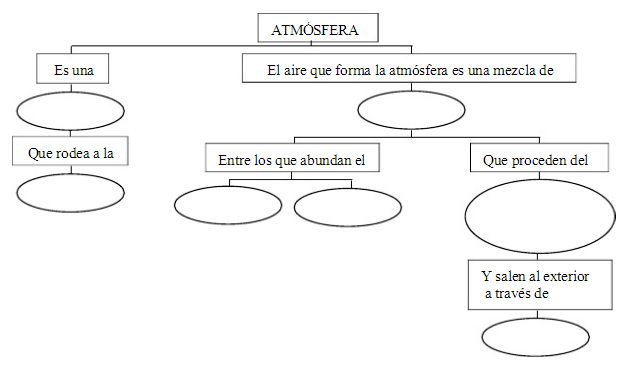 ATMÓSFERA
Es una
El aire que forma la atmósfera es una mezcla de
Que rodea a la
Entre los que abundan el
Que proceden del
Y salen al exterior
a través de